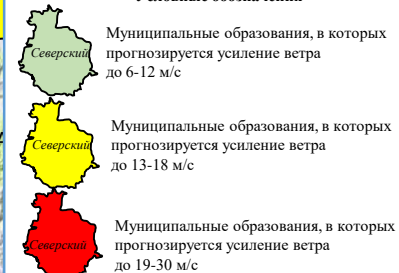 Северский
Муниципальные образования, в которых
прогнозируется усиление ветра
до 6-12 м/с
Северский
Муниципальные образования, в которых
прогнозируется усиление ветра
до 13-18 м/с
Северский
Муниципальные образования, в которых
прогнозируется усиление ветра
до 19-30 м/с